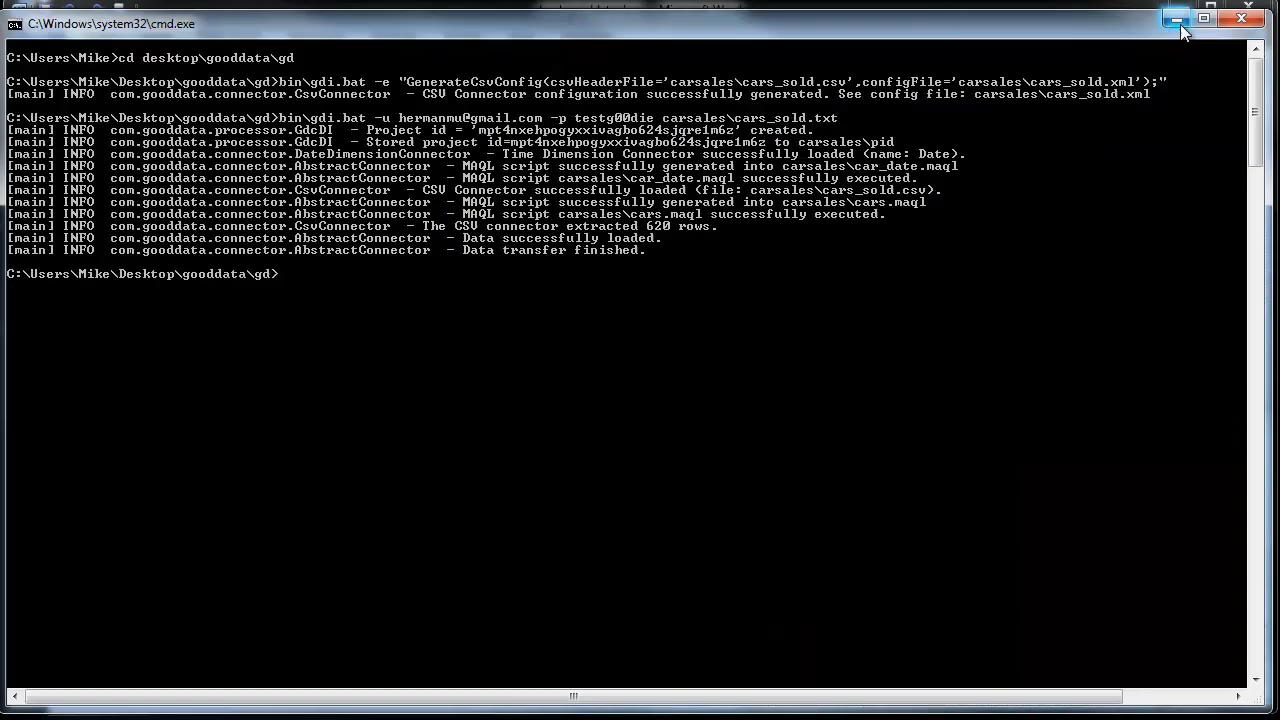 C:\Windows\system32\cmd.exe
C:\Users\Mike>cd desktop\gooddata\gd
C:\Users\Mike\Desktop\gooddata\gd>bin\gdi.bat -e "GenerateCsvConfig(csvHeaderFile='carsales\cars_sold.csv',configFile='carsales\cars_sold.xml');"
[main] INFO  com.gooddata.connector.CsvConnector  - CSV Connector configuration successfully generated. See config file: carsales\cars_sold.xml
C:\Users\Mike\Desktop\gooddata\gd>bin\gdi.bat -u hermanmu@gmail.com -p testg00die carsales\cars_sold.txt
[main] INFO  com.gooddata.processor.GdcDI  - Project id = 'mpt4nxehpogyxxivagbo624sjqre1m6z' created.
[main] INFO  com.gooddata.processor.GdcDI  - Stored project id=mpt4nxehpogyxxivagbo624sjqre1m6z to carsales\pid
[main] INFO  com.gooddata.connector.DateDimensionConnector  - Time Dimension Connector successfully loaded (name: Date).
[main] INFO  com.gooddata.connector.AbstractConnector  - MAQL script successfully generated into carsales\car_date.maql
[main] INFO  com.gooddata.connector.AbstractConnector  - MAQL script carsales\car_date.maql successfully executed.
[main] INFO  com.gooddata.connector.CsvConnector  - CSV Connector successfully loaded (file: carsales\cars_sold.csv).
[main] INFO  com.gooddata.connector.AbstractConnector  - MAQL script successfully generated into carsales\cars.maql
[main] INFO  com.gooddata.connector.AbstractConnector  - MAQL script carsales\cars.maql successfully executed.
[main] INFO  com.gooddata.connector.CsvConnector  - The CSV connector extracted 620 rows.
[main] INFO  com.gooddata.connector.AbstractConnector  - Data successfully loaded.
[main] INFO  com.gooddata.connector.AbstractConnector  - Data transfer finished.
C:\Users\Mike\Desktop\gooddata\gd>